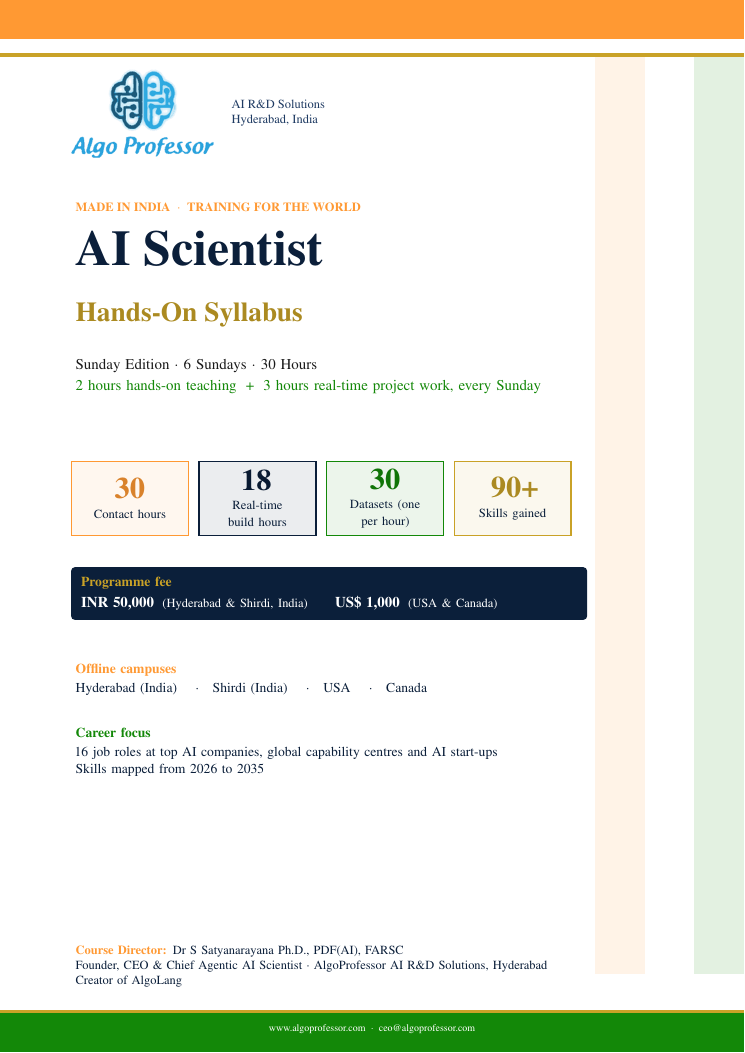 Algo Professor
AI R&D Solutions
Hyderabad, India
MADE IN INDIA · TRAINING FOR THE WORLD
AI Scientist
Hands-On Syllabus
Sunday Edition · 6 Sundays · 30 Hours
2 hours hands-on teaching + 3 hours real-time project work, every Sunday
30
Contact hours
18
Real-time
build hours
30
Datasets (one
per hour)
90+
Skills gained
Programme fee
INR 50,000 (Hyderabad & Shirdi, India) US$ 1,000 (USA & Canada)
Offline campuses
Hyderabad (India) · Shirdi (India) · USA · Canada
Career focus
16 job roles at top AI companies, global capability centres and AI start-ups
Skills mapped from 2026 to 2035
Course Director: Dr S Satyanarayana Ph.D., PDF(AI), FARSC
Founder, CEO & Chief Agentic AI Scientist · AlgoProfessor AI R&D Solutions, Hyderabad
Creator of AlgoLang
www.algoprofessor.com · ceo@algoprofessor.com